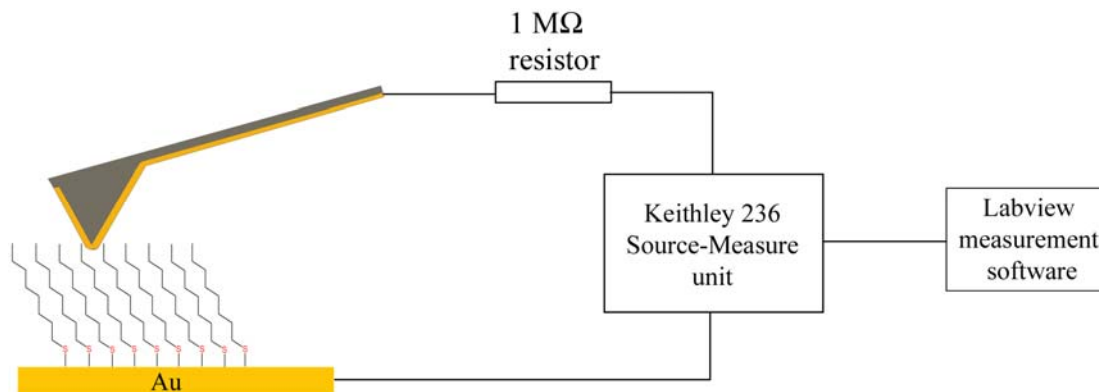 1 MΩ
resistor
Keithley 236
Source-Measure
unit
Labview
measurement
software
S S S S S S S S S
Au